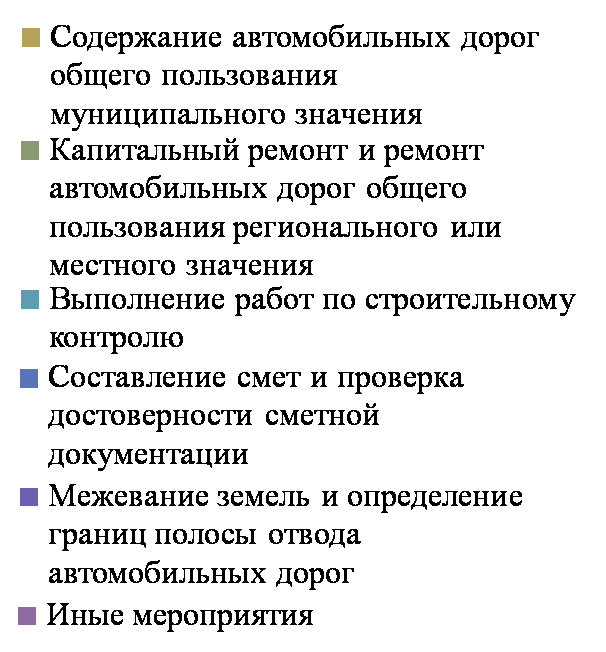 Содержание автомобильных дорог
общего пользования
муниципального значения
Капитальный ремонт и ремонт
автомобильных дорог общего
пользования регионального или
местного значения
Выполнение работ по строительному
контролю
Составление смет и проверка
достоверности сметной
документации
Межевание земель и определение
границ полосы отвода
автомобильных дорог
Иные мероприятия